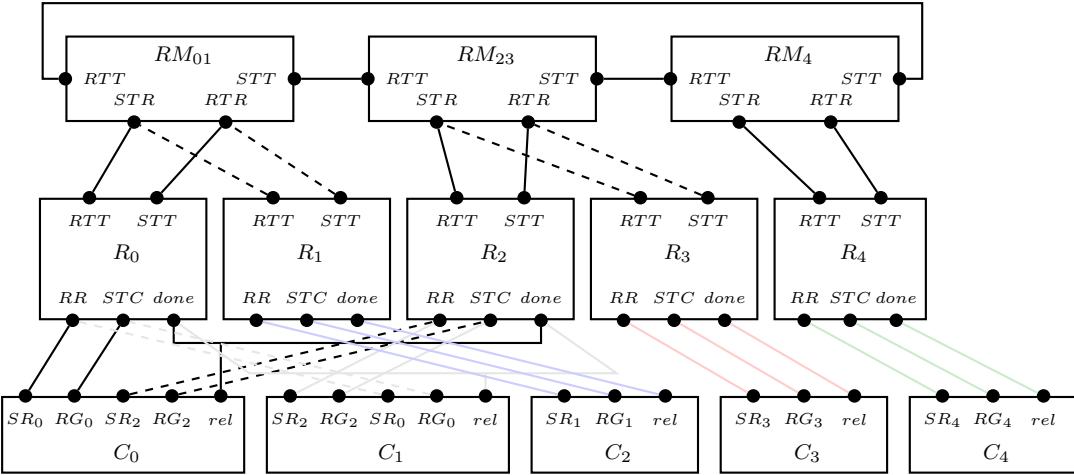 RM01 RM23 RM4
RTT STT RTT STT RTT STT
STR RTR STR RTR STR RTR
RTT STT RTT STT RTT STT RTT STT RTT STT
R0 R1 R2 R3 R4
RR STC done RR STC done RR STC done RR STC done RR STC done
SR0 RG0 SR2 RG2 rel SR2 RG2 SR0 RG0 rel SR1 RG1 rel SR3 RG3 rel SR4 RG4 rel
C0 C1 C2 C3 C4